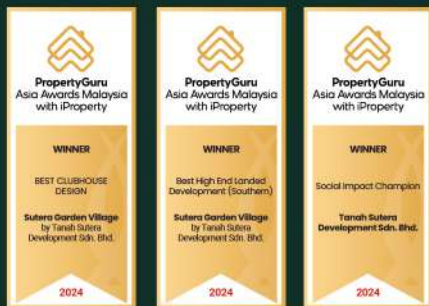 PropertyGuru
Asia Awards Malaysia
with iProperty
WINNER
BEST CLUBHOUSE
DESIGN
Sutera Garden Village
by Tanah Sutera
Development Sdn. Bhd.
2024
PropertyGuru
Asia Awards Malaysia
with iProperty
WINNER
Best High End Landed
Development (Southern)
Sutera Garden Village
by Tanah Sutera
Development Sdn. Bhd.
2024
PropertyGuru
Asia Awards Malaysia
with iProperty
WINNER
Social Impact Champion
Tanah Sutera
Development Sdn. Bhd.
2024